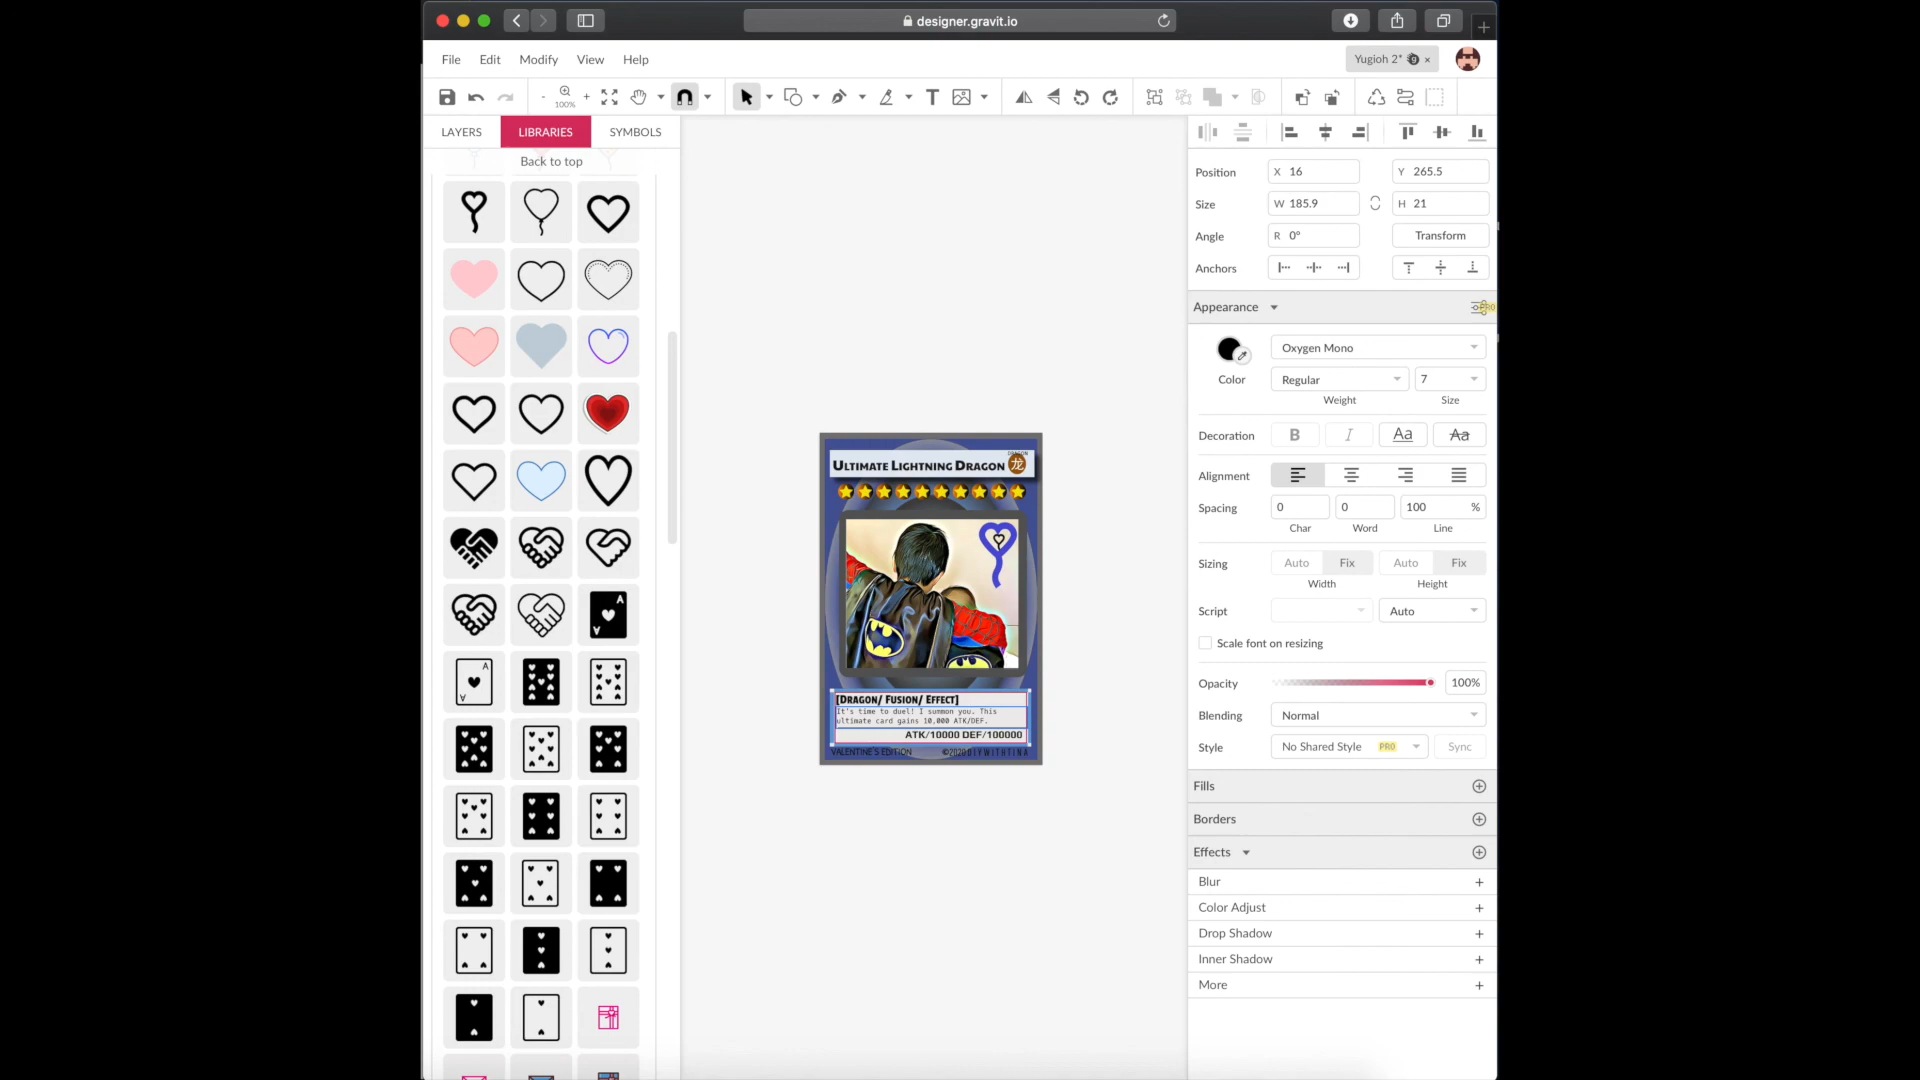 designer.gravit.io
File Edit Modify View Help
Yugioh 2* ×
- 100% +
LAYERS LIBRARIES SYMBOLS
Back to top
A
A
A
A
DRAGON
ULTIMATE LIGHTNING DRAGON 龙
[DRAGON/ FUSION/ EFFECT]
It's time to duel! I summon you. This
ultimate card gains 10,000 ATK/DEF.
ATK/10000 DEF/100000
VALENTINE'S EDITION ©2020 DIYWITHTINA
Position X 16 Y 265.5
Size W 185.9 H 21
Angle R 0° Transform
Anchors
Appearance PRO
Oxygen Mono
Color Regular 7
Weight Size
Decoration B I Aa Aa
Alignment
Spacing 0 0 100 %
Char Word Line
Sizing Auto Fix Auto Fix
Width Height
Script Auto
Scale font on resizing
Opacity 100%
Blending Normal
Style No Shared Style PRO Sync
Fills
Borders
Effects
Blur +
Color Adjust +
Drop Shadow +
Inner Shadow +
More +